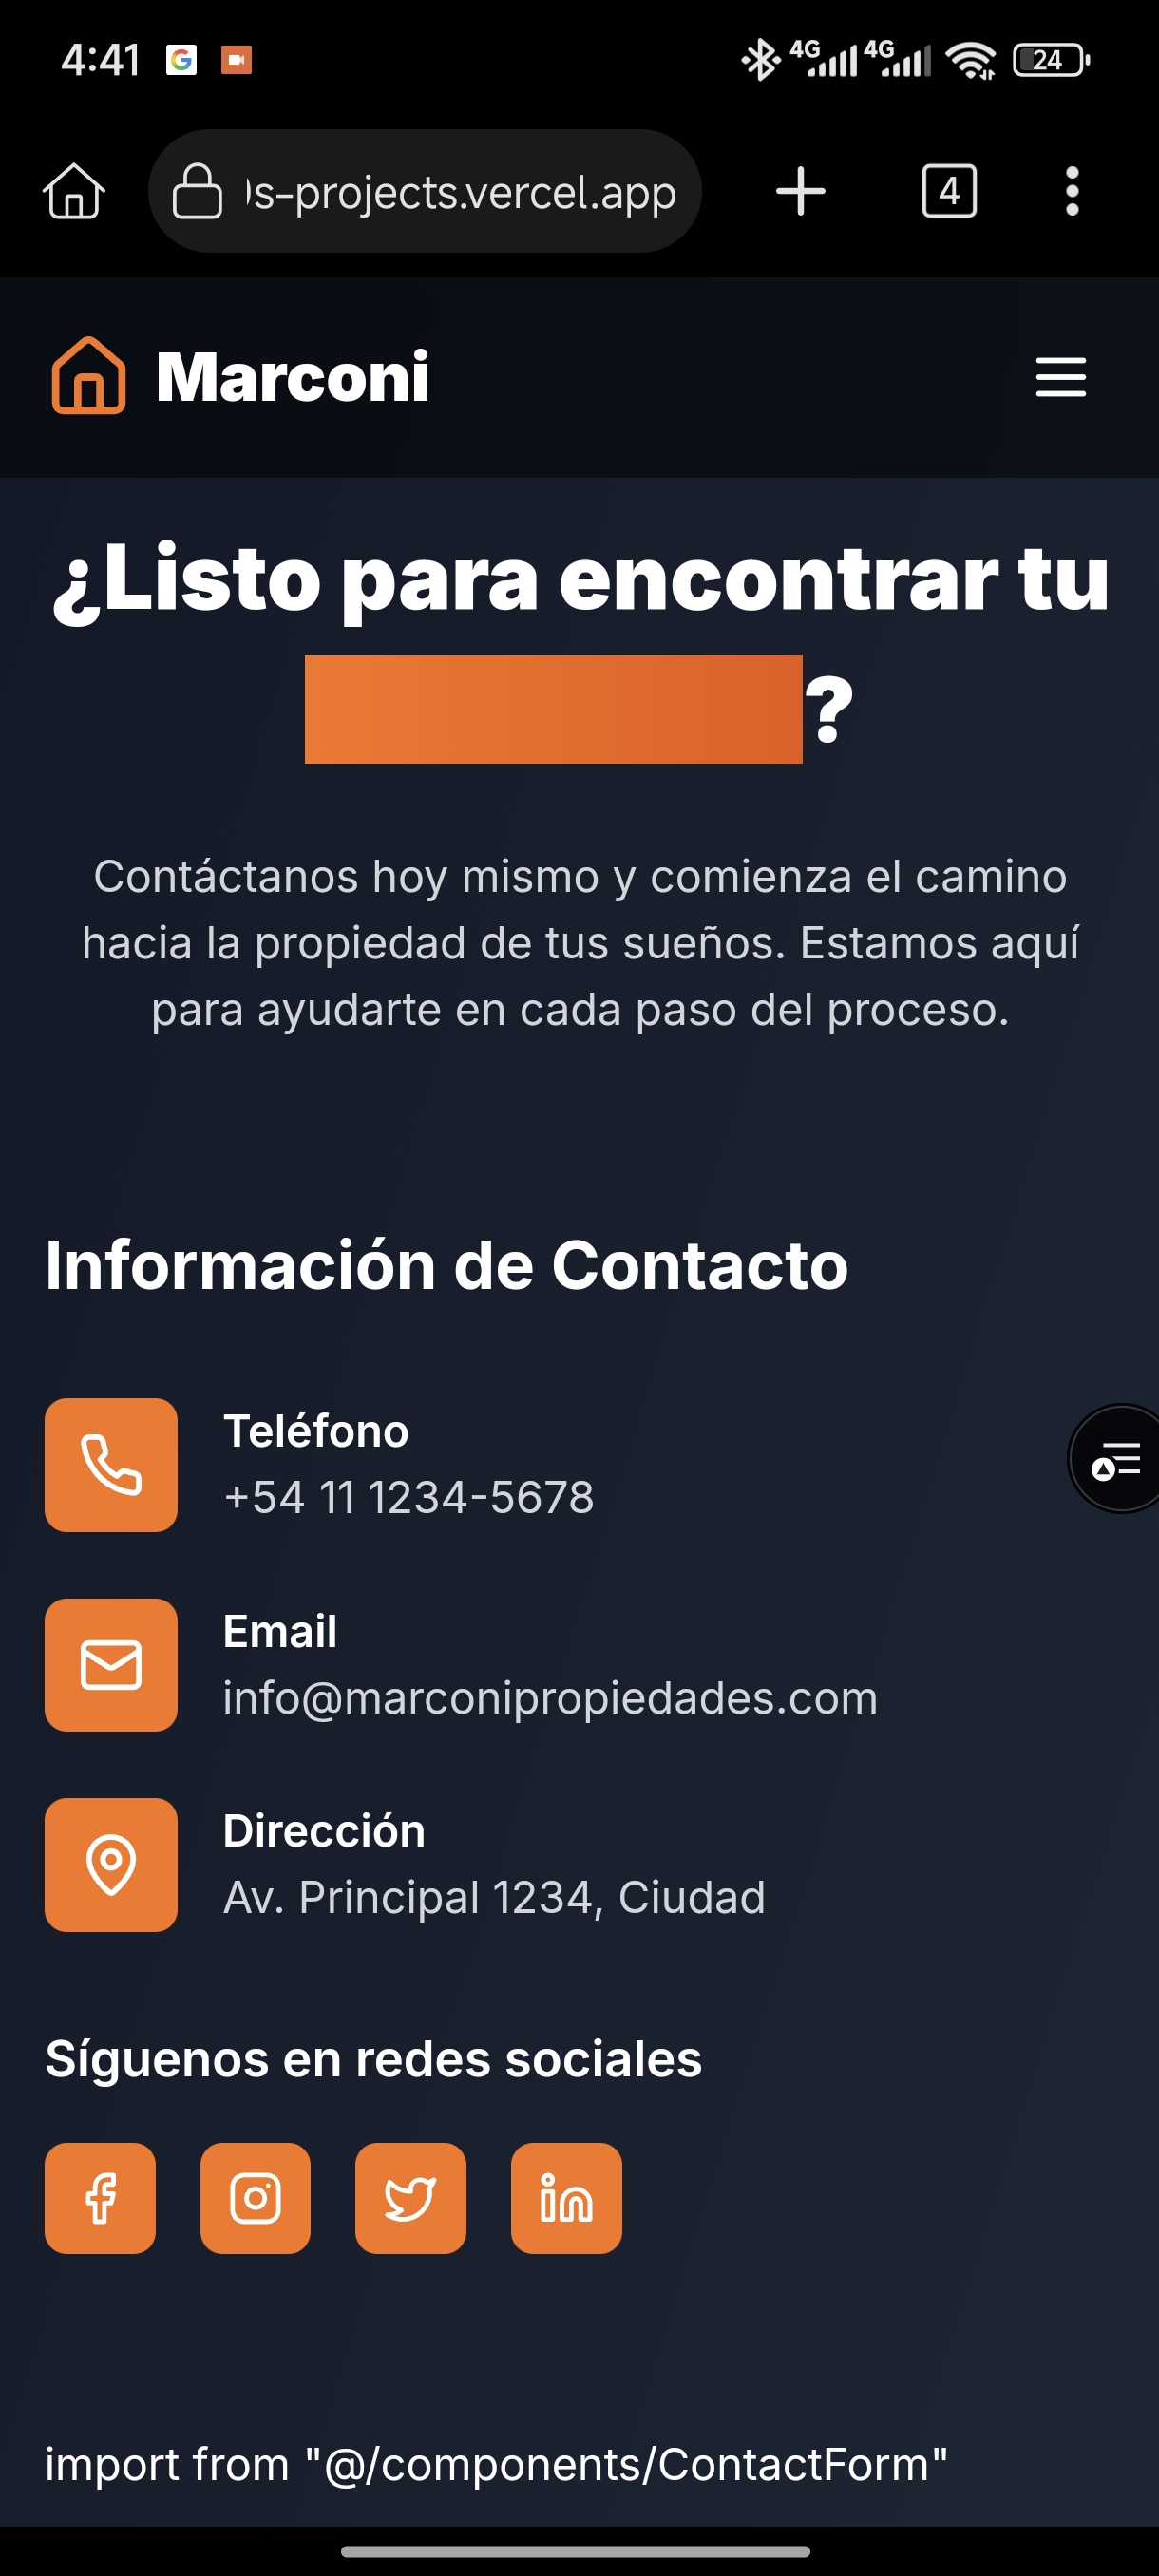 4:41
4G 4G 24
s-projects.vercel.app
4
Marconi
¿Listo para encontrar tu
?
Contáctanos hoy mismo y comienza el camino
hacia la propiedad de tus sueños. Estamos aquí
para ayudarte en cada paso del proceso.
Información de Contacto
Teléfono
+54 11 1234-5678
Email
info@marconipropiedades.com
Dirección
Av. Principal 1234, Ciudad
Síguenos en redes sociales
import from "@/components/ContactForm"